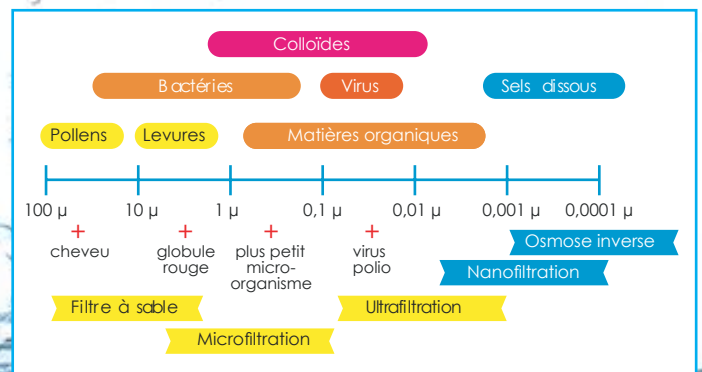 Colloïdes
Bactéries Virus Sels dissous
Pollens Levures Matières organiques
100 µ 10 µ 1 µ 0,1 µ 0,01 µ 0,001 µ 0,0001 µ
+ + + +
cheveu globule plus petit virus
rouge micro- polio
organisme
Osmose inverse
Nanofiltration
Filtre à sable Ultrafiltration
Microfiltration